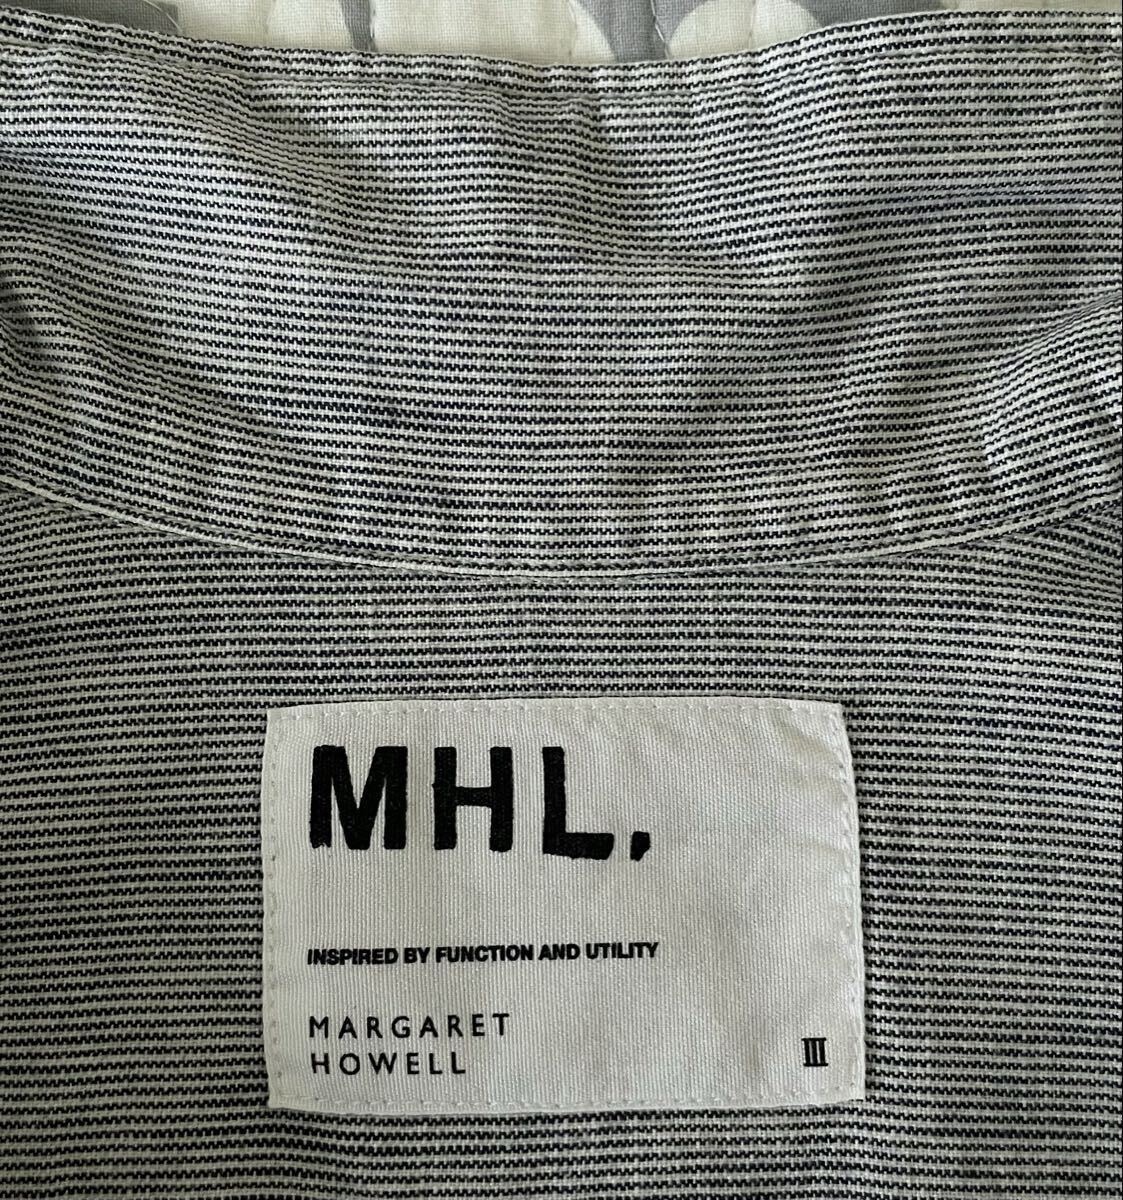 MHL.
INSPIRED BY FUNCTION AND UTILITY
MARGARET
HOWELL
III